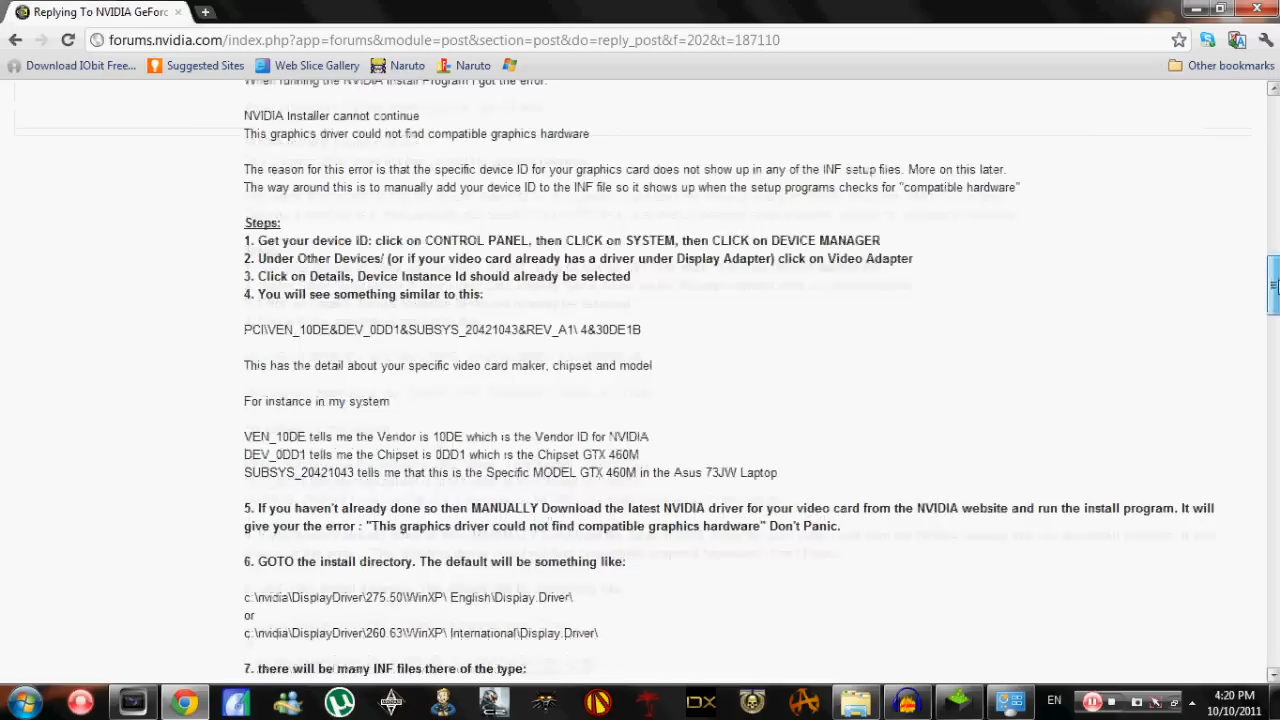 Replying To NVIDIA GeForc
forums.nvidia.com/index.php?app=forums&module=post&section=post&do=reply_post&f=202&t=187110
Download IObit Free...
Suggested Sites
Web Slice Gallery
Naruto
Naruto
Other bookmarks
When running the NVIDIA Install Program I got the error:
NVIDIA Installer cannot continue
This graphics driver could not find compatible graphics hardware
The reason for this error is that the specific device ID for your graphics card does not show up in any of the INF setup files. More on this later.
The way around this is to manually add your device ID to the INF file so it shows up when the setup programs checks for "compatible hardware"
Steps:
1. Get your device ID: click on CONTROL PANEL, then CLICK on SYSTEM, then CLICK on DEVICE MANAGER
2. Under Other Devices/ (or if your video card already has a driver under Display Adapter) click on Video Adapter
3. Click on Details, Device Instance Id should already be selected
4. You will see something similar to this:
PCI\VEN_10DE&DEV_0DD1&SUBSYS_20421043&REV_A1\ 4&30DE1B
This has the detail about your specific video card maker, chipset and model
For instance in my system
VEN_10DE tells me the Vendor is 10DE which is the Vendor ID for NVIDIA
DEV_0DD1 tells me the Chipset is 0DD1 which is the Chipset GTX 460M
SUBSYS_20421043 tells me that this is the Specific MODEL GTX 460M in the Asus 73JW Laptop
5. If you haven't already done so then MANUALLY Download the latest NVIDIA driver for your video card from the NVIDIA website and run the install program. It will
give your the error : "This graphics driver could not find compatible graphics hardware" Don't Panic.
6. GOTO the install directory. The default will be something like:
c:\nvidia\DisplayDriver\275.50\WinXP\ English\Display.Driver\
or
c:\nvidia\DisplayDriver\260.63\WinXP\ International\Display.Driver\
7. there will be many INF files there of the type:
DX
EN
4:20 PM
10/10/2011